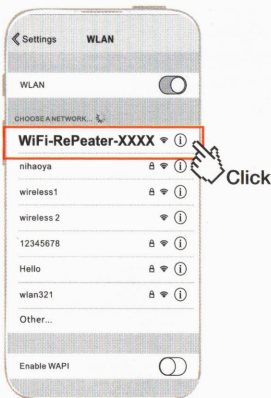 Settings WLAN
WLAN
CHOOSE A NETWORK...
WiFi-RePeater-XXXX
nihaoya
Click
wireless1
wireless 2
12345678
Hello
wlan321
Other...
Enable WAPI